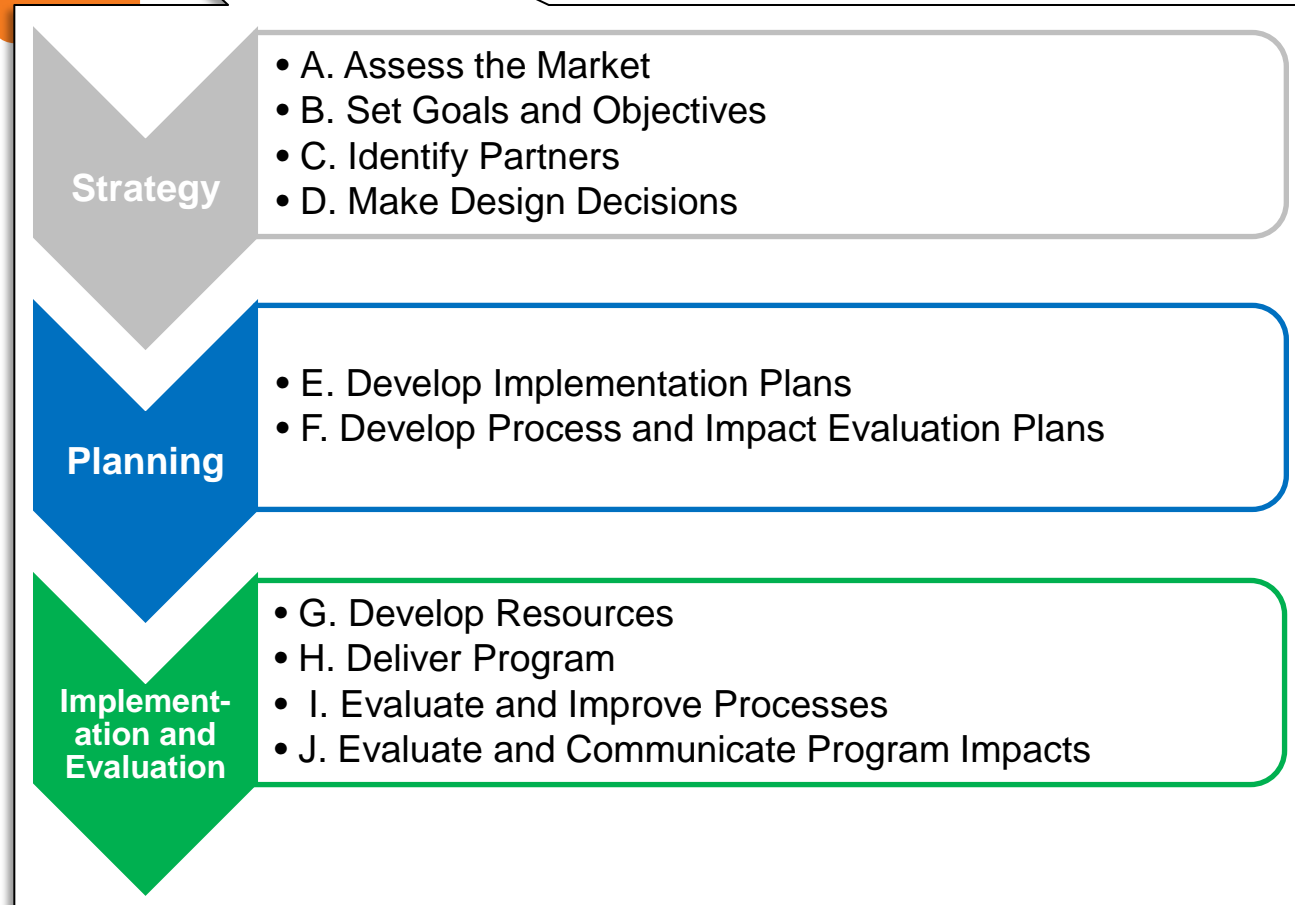 Strategy
• A. Assess the Market
• B. Set Goals and Objectives
• C. Identify Partners
• D. Make Design Decisions
Planning
• E. Develop Implementation Plans
• F. Develop Process and Impact Evaluation Plans
Implement-
ation and
Evaluation
• G. Develop Resources
• H. Deliver Program
• I. Evaluate and Improve Processes
• J. Evaluate and Communicate Program Impacts